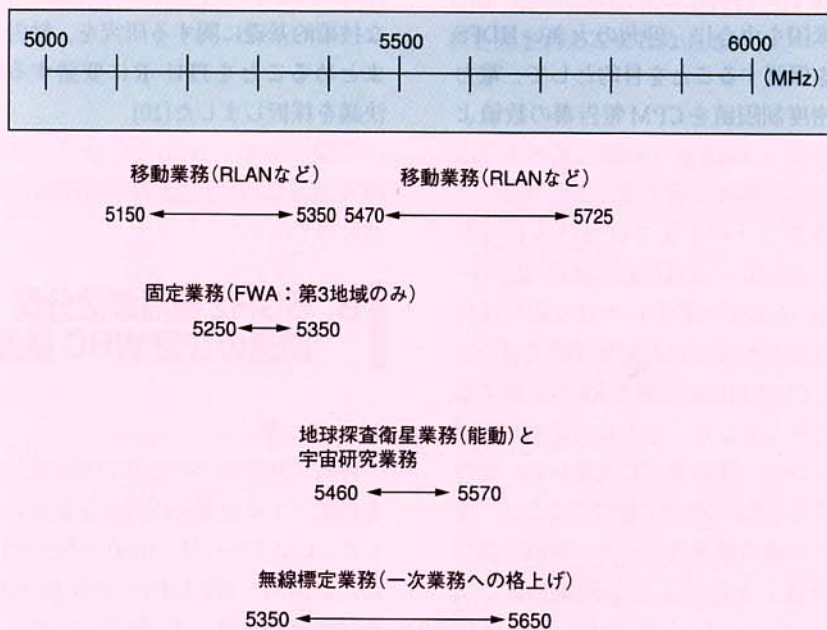 5000 5500 6000
(MHz)
移動業務(RLANなど) 移動業務(RLANなど)
5150 5350 5470 5725
固定業務(FWA：第3地域のみ)
5250 5350
地球探査衛星業務(能動)と
宇宙研究業務
5460 5570
無線標定業務(一次業務への格上げ)
5350 5650